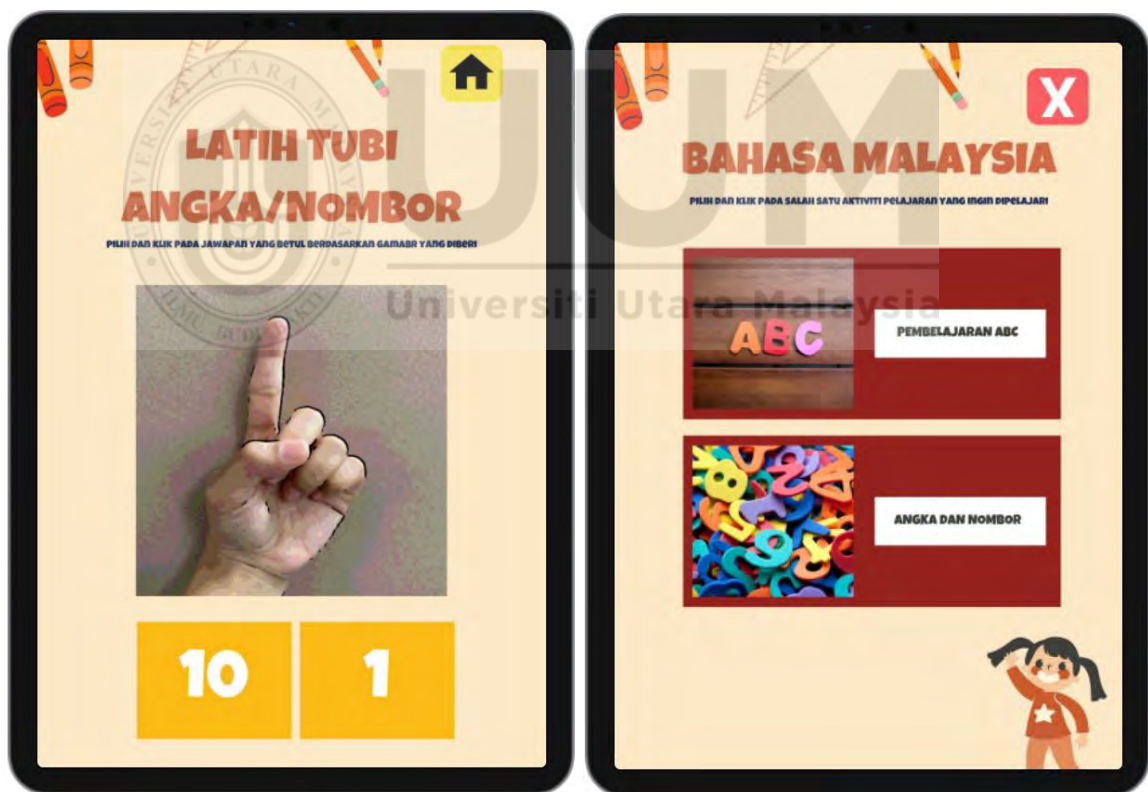 LATIH TUBI
ANGKA/NOMBOR
PILIH DAN KLIK PADA JAWAPAN YANG BETUL BERDASARKAN GAMABR YANG DIBERI
10
1
X
BAHASA MALAYSIA
PILIH DAN KLIK PADA SALAH SATU AKTIVITI PELAJARAN YANG INGIN DIPELAJARI
ABC
PEMBELAJARAN ABC
ANGKA DAN NOMBOR
UUM
Universiti Utara Malaysia